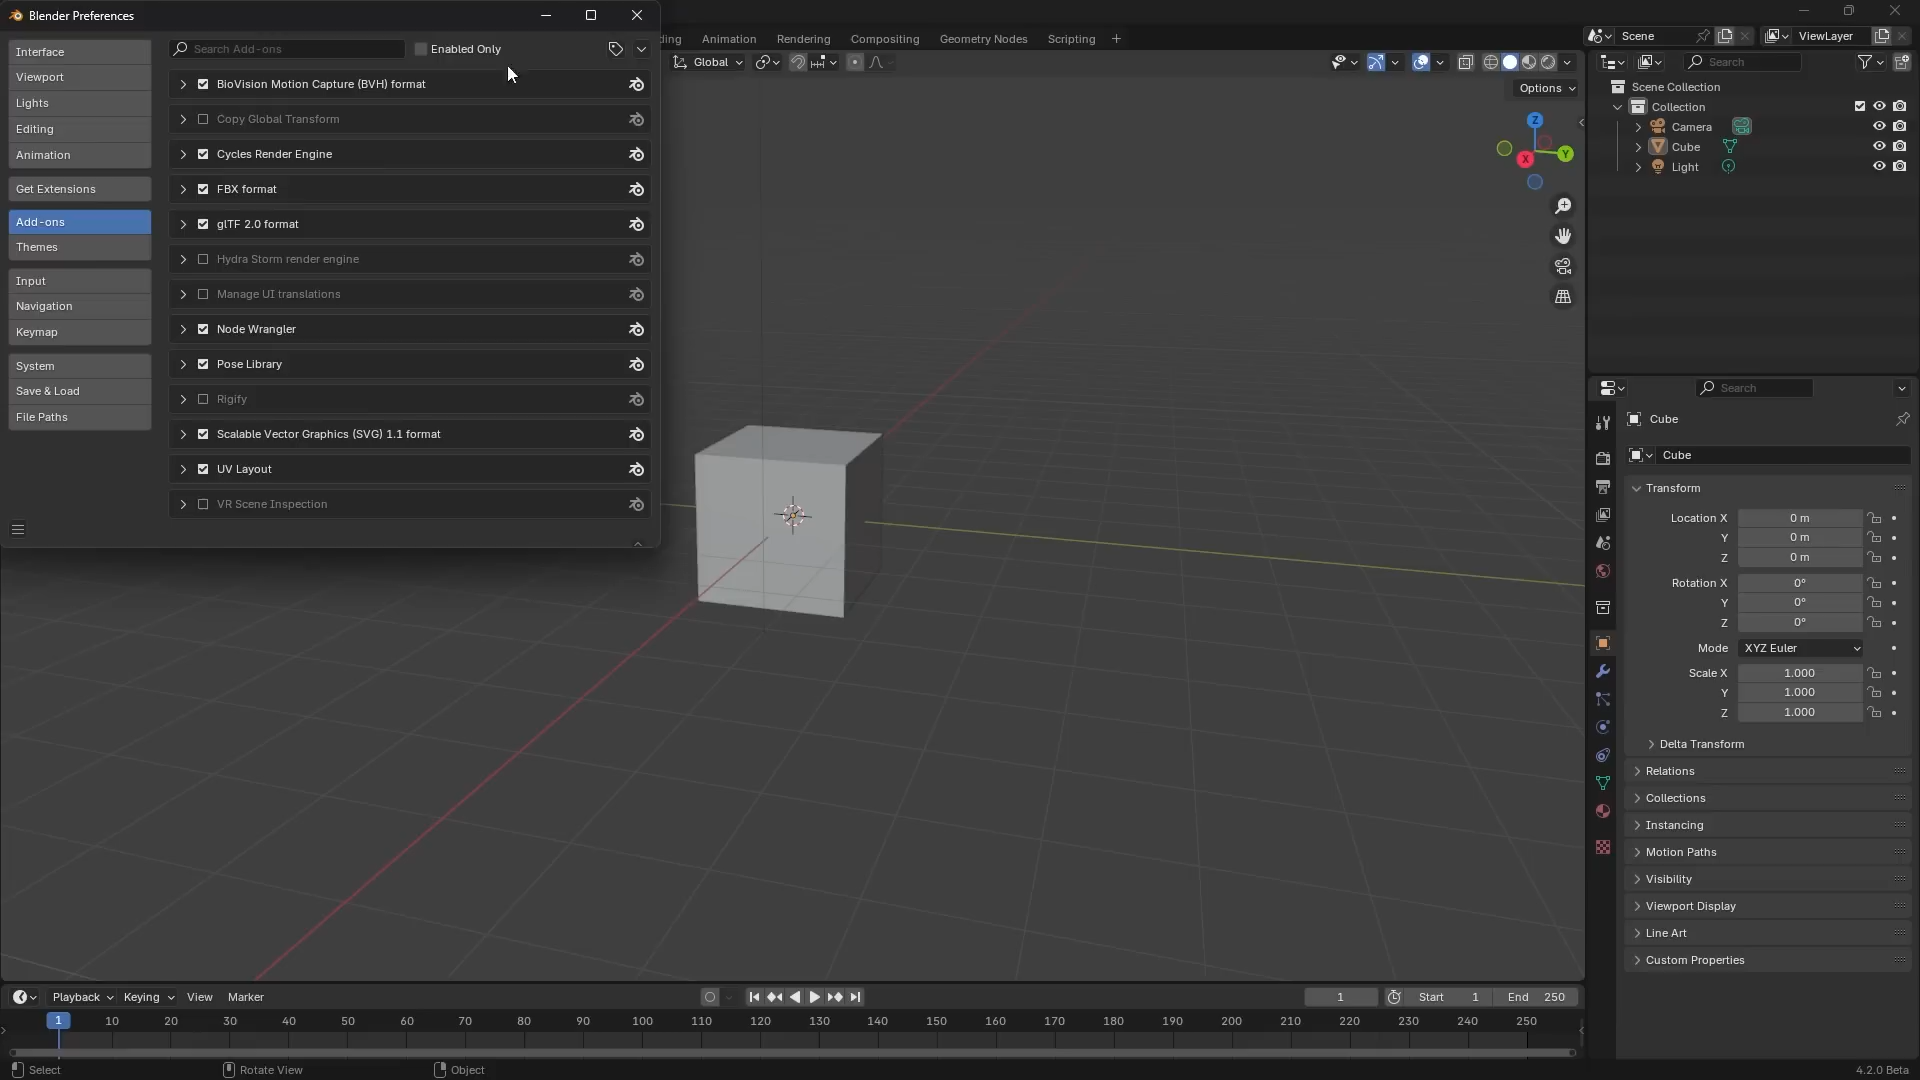 Blender Preferences
Interface
Viewport
Lights
Editing
Animation
Get Extensions
Add-ons
Themes
Input
Navigation
Keymap
System
Save & Load
File Paths
Search Add-ons
Enabled Only
BioVision Motion Capture (BVH) format
Copy Global Transform
Cycles Render Engine
FBX format
glTF 2.0 format
Hydra Storm render engine
Manage UI translations
Node Wrangler
Pose Library
Rigify
Scalable Vector Graphics (SVG) 1.1 format
UV Layout
VR Scene Inspection
ding Animation Rendering Compositing Geometry Nodes Scripting +
Scene ViewLayer
Global
Options
Z
Y
X
Search
Scene Collection
Collection
Camera
Cube
Light
Search
Cube
Cube
Transform
Location X 0 m
Y 0 m
Z 0 m
Rotation X 0°
Y 0°
Z 0°
Mode XYZ Euler
Scale X 1.000
Y 1.000
Z 1.000
Delta Transform
Relations
Collections
Instancing
Motion Paths
Visibility
Viewport Display
Line Art
Custom Properties
Playback Keying View Marker 1 Start 1 End 250
1 10 20 30 40 50 60 70 80 90 100 110 120 130 140 150 160 170 180 190 200 210 220 230 240 250
Select Rotate View Object 4.2.0 Beta